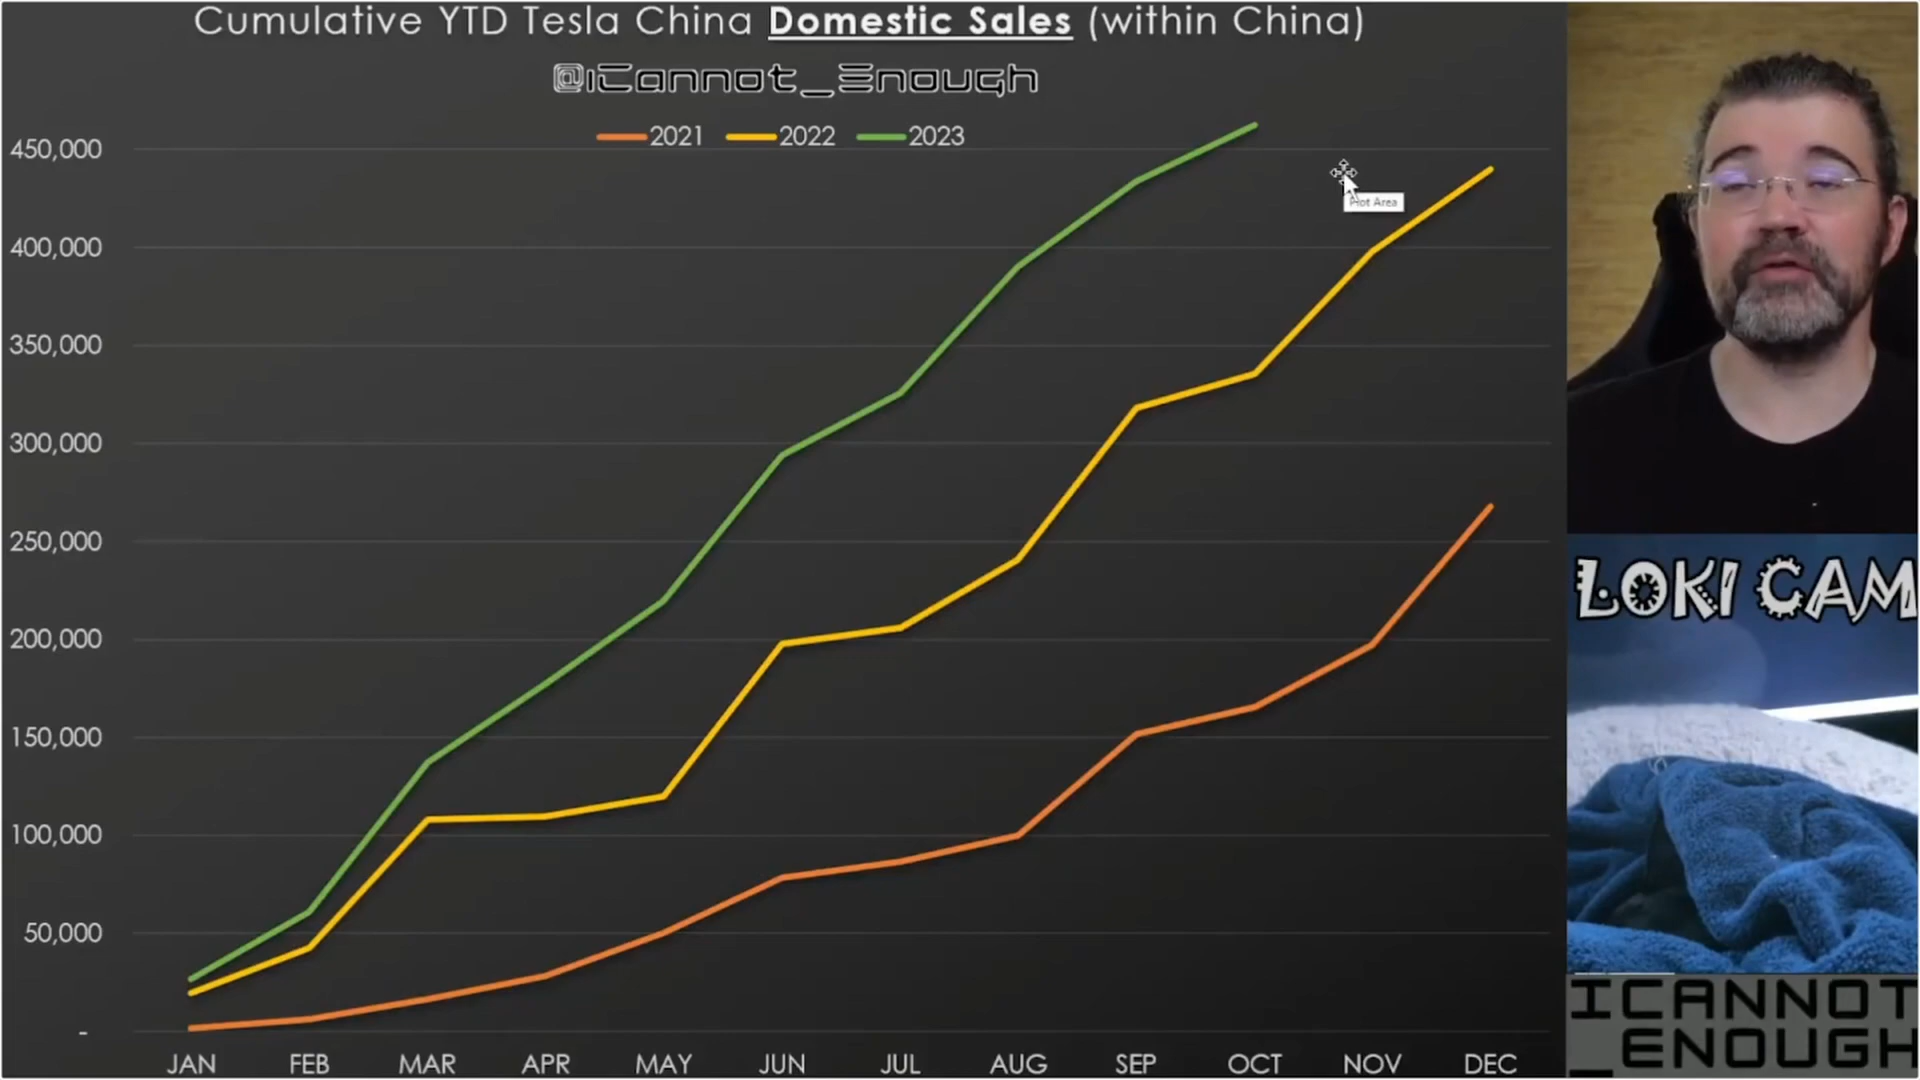 Cumulative YTD Tesla China Domestic Sales (within China)
@iCannot_Enough
2021 2022 2023
450,000
400,000
350,000
300,000
250,000
200,000
150,000
100,000
50,000
-
JAN FEB MAR APR MAY JUN JUL AUG SEP OCT NOV DEC
Plot Area
LOKI CAM
ICANNOT
_ENOUGH